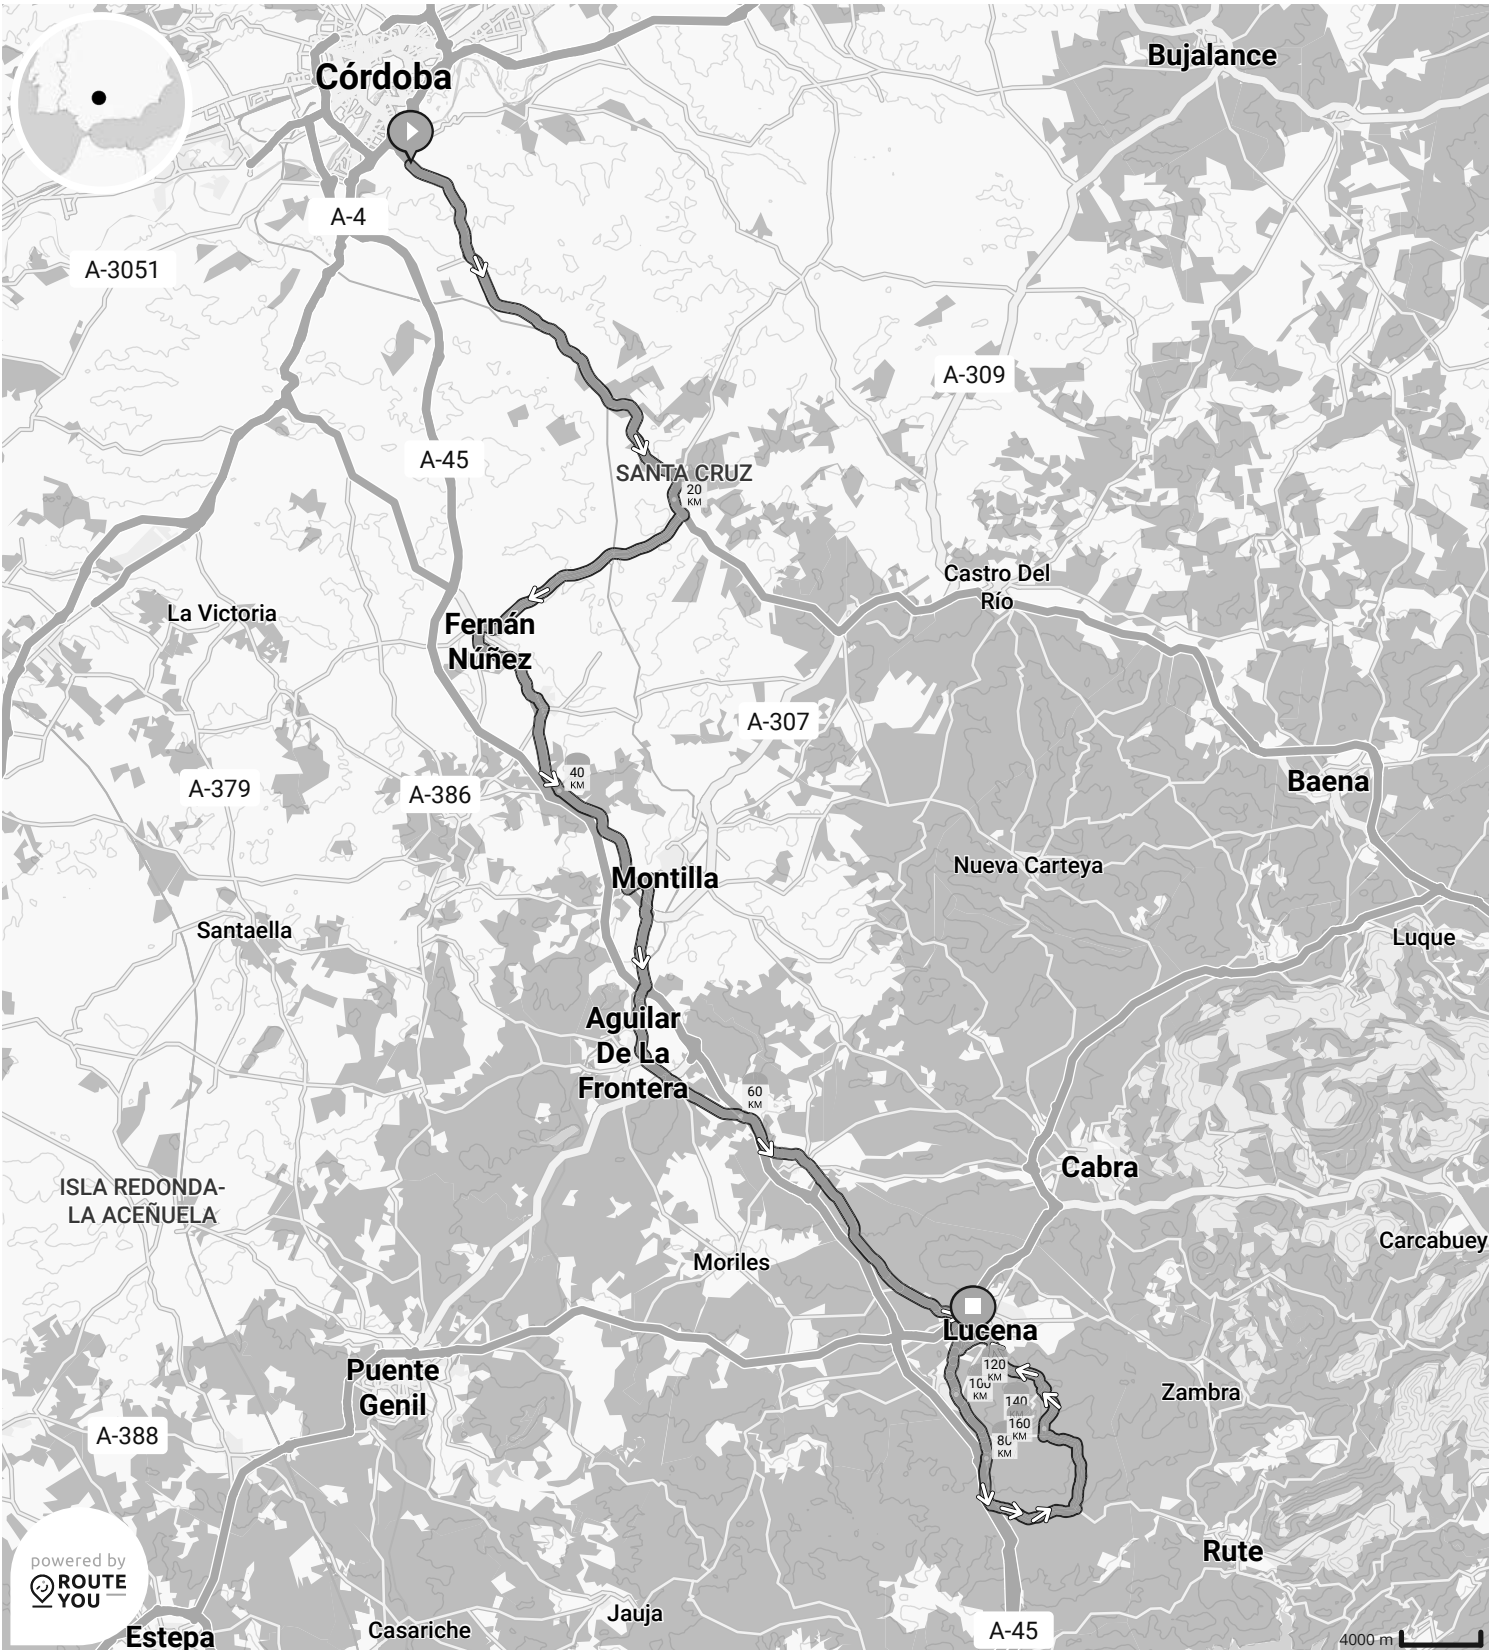 Bujalance
Córdoba
A-4
A-3051
A-309
A-45
SANTA CRUZ
20
KM
Castro Del
Río
La Victoria
Fernán
Núñez
A-307
40
KM
A-379
A-386
Baena
Nueva Carteya
Montilla
Santaella
Luque
Aguilar
De La
Frontera
60
KM
Cabra
ISLA REDONDA-
LA ACEÑUELA
Carcabuey
Moriles
Lucena
Puente
Genil
120
KM
100
KM
140
KM
160
KM
80
KM
Zambra
A-388
Rute
powered by
ROUTE
YOU
Jauja
Casariche
Estepa
A-45
4000 m